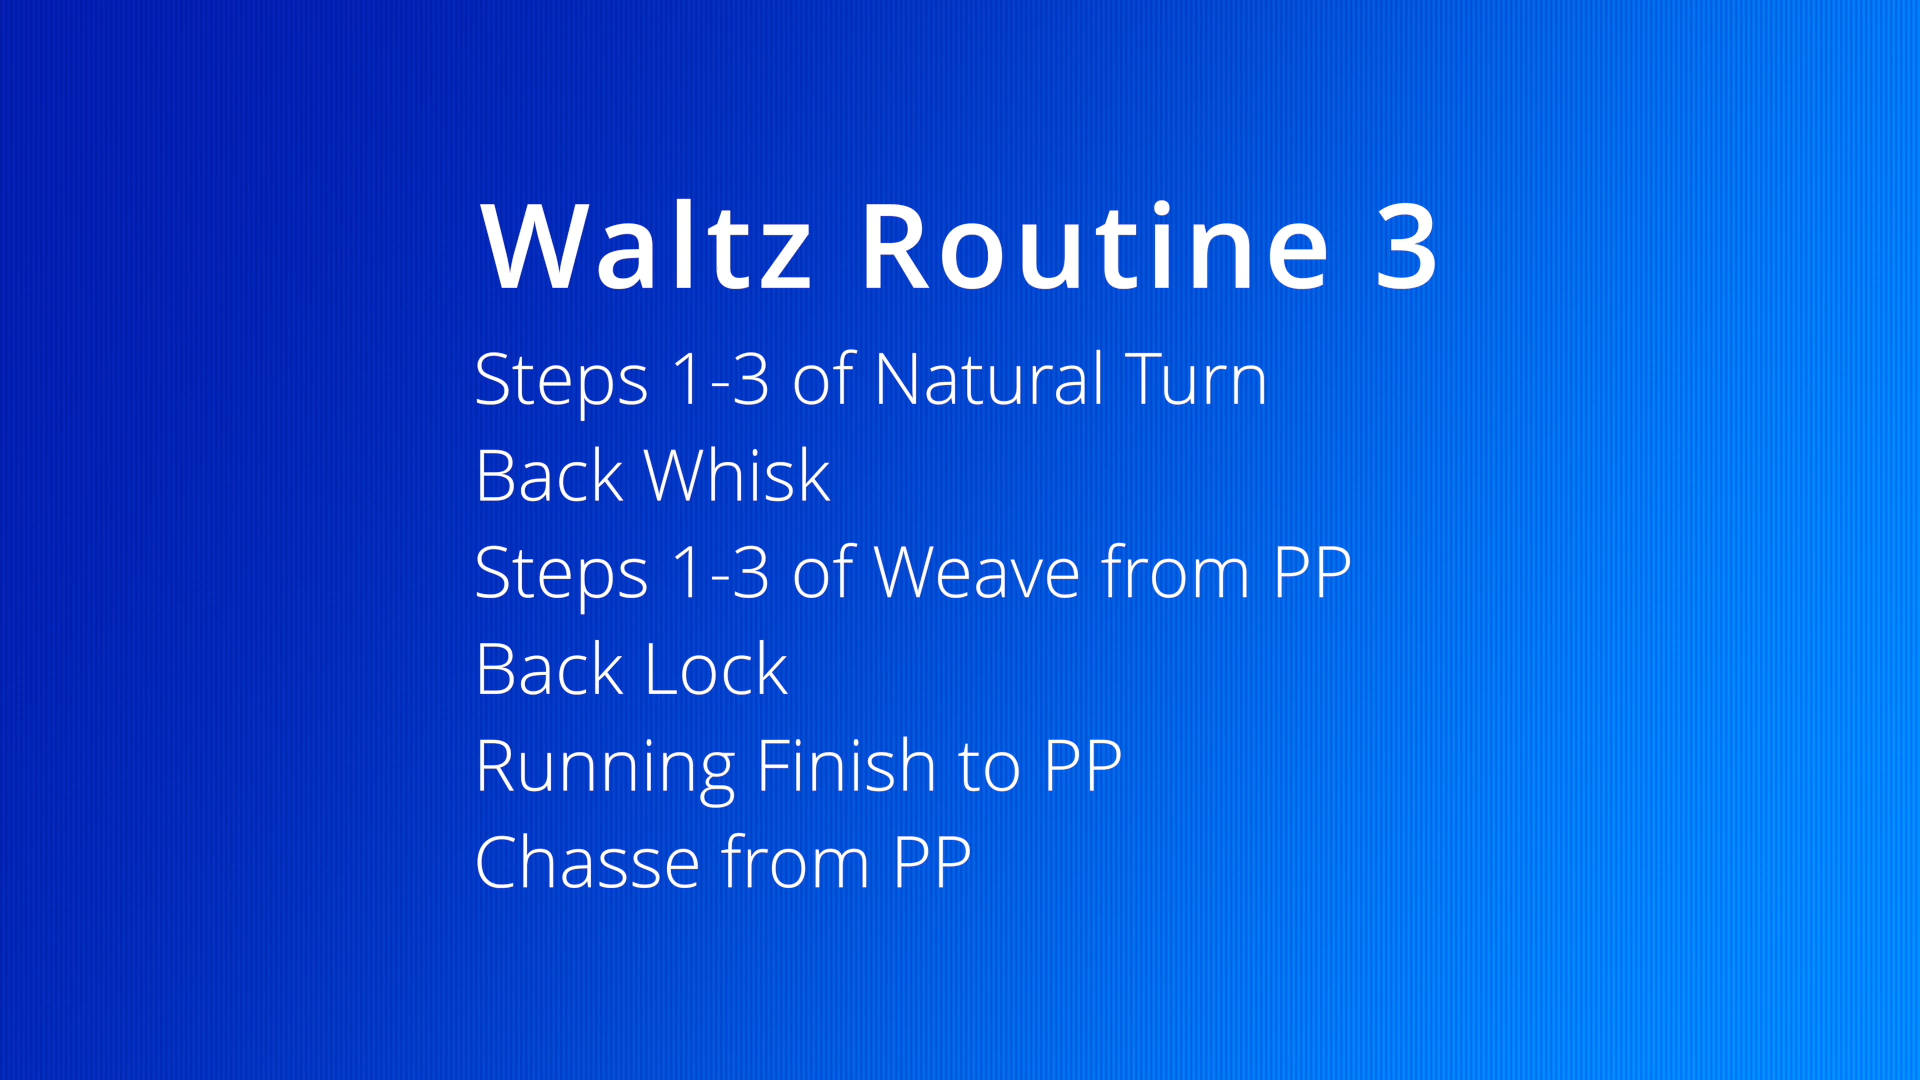 Waltz Routine 3
Steps 1-3 of Natural Turn
Back Whisk
Steps 1-3 of Weave from PP
Back Lock
Running Finish to PP
Chasse from PP